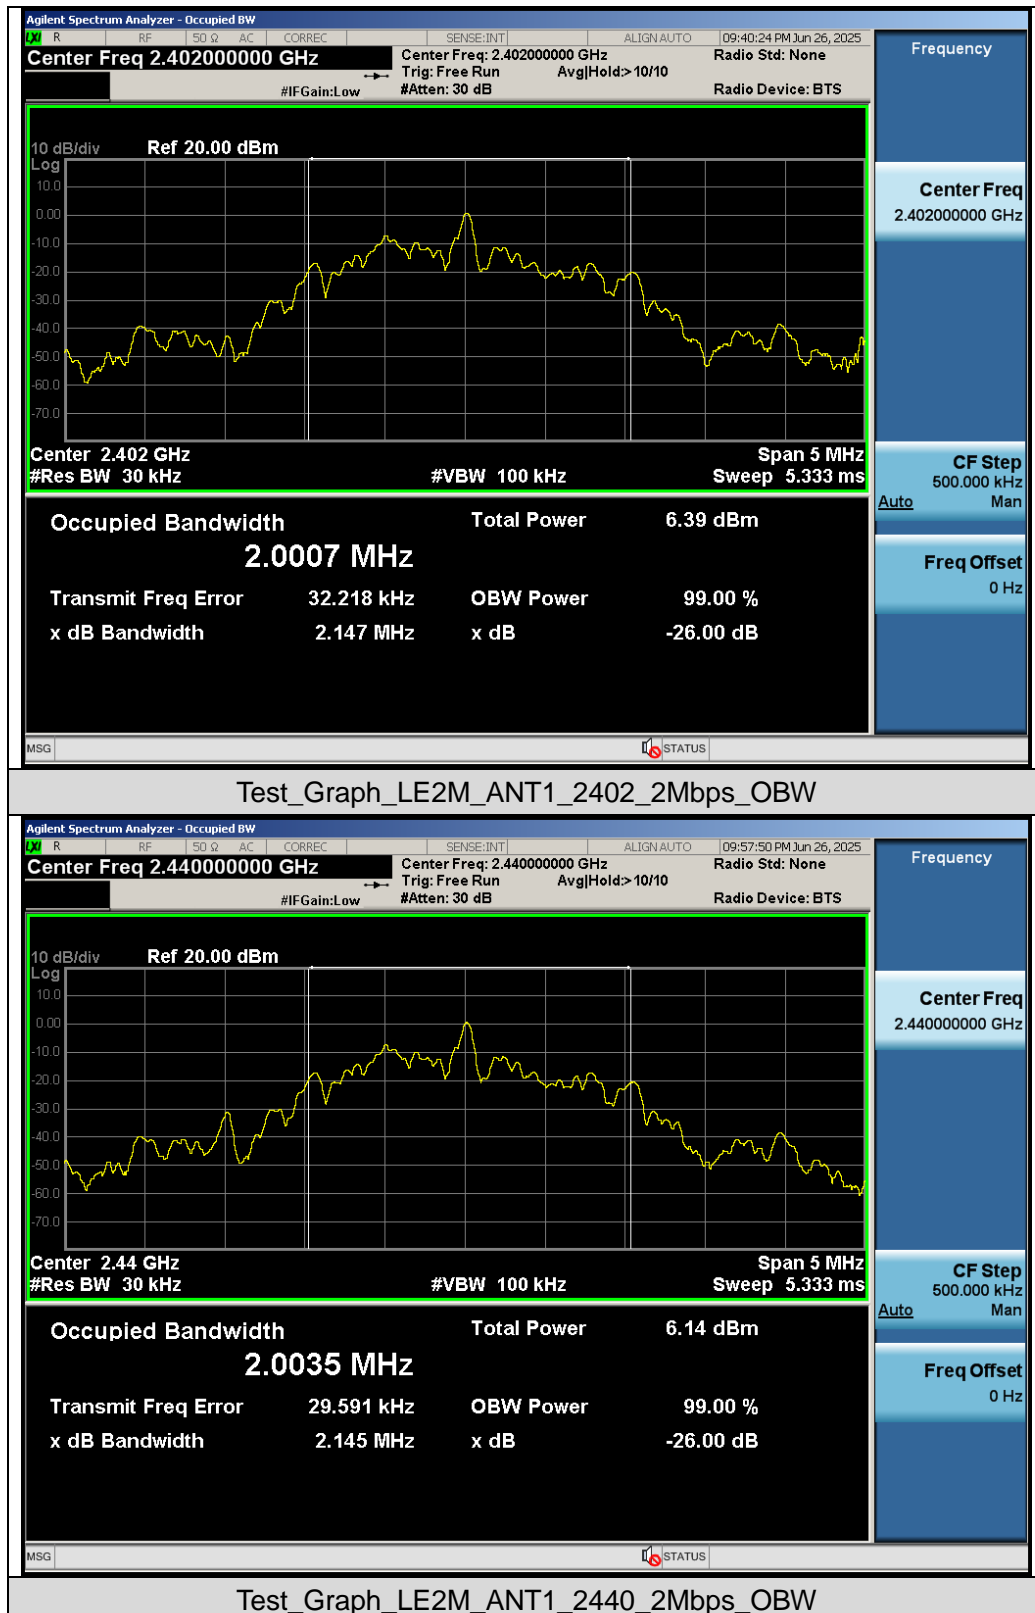 Agilent Spectrum Analyzer - Occupied BW
LXI R RF 50 Ω AC CORREC SENSE:INT ALIGN AUTO 09:40:24 PM Jun 26, 2025
Center Freq 2.402000000 GHz
Center Freq: 2.402000000 GHz Radio Std: None
Trig: Free Run Avg|Hold:>10/10
#IFGain:Low #Atten: 30 dB Radio Device: BTS
Frequency
10 dB/div Ref 20.00 dBm
Log
10.0
0.00
-10.0
-20.0
-30.0
-40.0
-50.0
-60.0
-70.0
Center Freq
2.402000000 GHz
Center 2.402 GHz Span 5 MHz
#Res BW 30 kHz #VBW 100 kHz Sweep 5.333 ms
CF Step
500.000 kHz
Auto Man
Occupied Bandwidth Total Power 6.39 dBm
2.0007 MHz
Transmit Freq Error 32.218 kHz OBW Power 99.00 %
x dB Bandwidth 2.147 MHz x dB -26.00 dB
Freq Offset
0 Hz
MSG STATUS
Test_Graph_LE2M_ANT1_2402_2Mbps_OBW
Agilent Spectrum Analyzer - Occupied BW
LXI R RF 50 Ω AC CORREC SENSE:INT ALIGN AUTO 09:57:50 PM Jun 26, 2025
Center Freq 2.440000000 GHz
Center Freq: 2.440000000 GHz Radio Std: None
Trig: Free Run Avg|Hold:>10/10
#IFGain:Low #Atten: 30 dB Radio Device: BTS
Frequency
10 dB/div Ref 20.00 dBm
Log
10.0
0.00
-10.0
-20.0
-30.0
-40.0
-50.0
-60.0
-70.0
Center Freq
2.440000000 GHz
Center 2.44 GHz Span 5 MHz
#Res BW 30 kHz #VBW 100 kHz Sweep 5.333 ms
CF Step
500.000 kHz
Auto Man
Occupied Bandwidth Total Power 6.14 dBm
2.0035 MHz
Transmit Freq Error 29.591 kHz OBW Power 99.00 %
x dB Bandwidth 2.145 MHz x dB -26.00 dB
Freq Offset
0 Hz
MSG STATUS
Test_Graph_LE2M_ANT1_2440_2Mbps_OBW